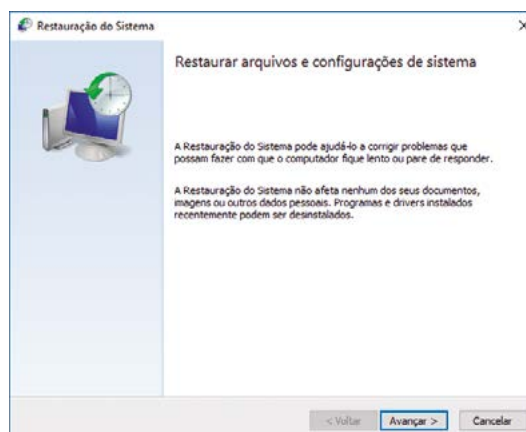 Restauração do Sistema
Restaurar arquivos e configurações de sistema
A Restauração do Sistema pode ajudá-lo a corrigir problemas que
possam fazer com que o computador fique lento ou pare de responder.
A Restauração do Sistema não afeta nenhum dos seus documentos,
imagens ou outros dados pessoais. Programas e drivers instalados
recentemente podem ser desinstalados.
< Voltar Avançar > Cancelar